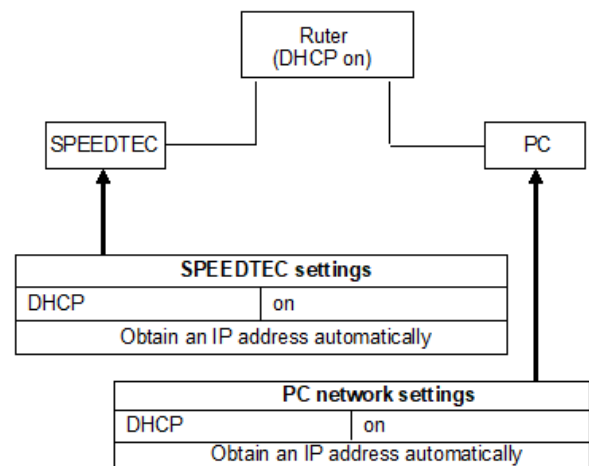 Ruter
(DHCP on)
SPEEDTEC
PC
SPEEDTEC settings
DHCP on
Obtain an IP address automatically
PC network settings
DHCP on
Obtain an IP address automatically